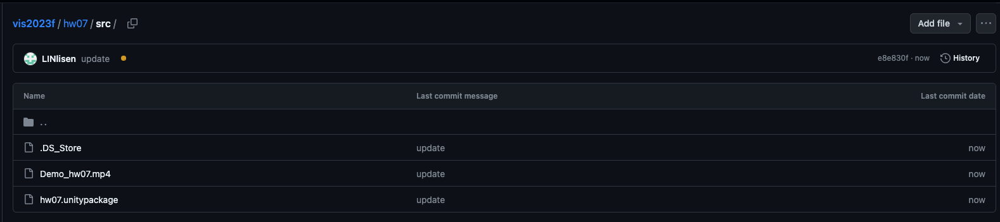 vis2023f / hw07 / src /
Add file
LINlisen update
e8e830f · now
History
Name Last commit message Last commit date
..
.DS_Store update now
Demo_hw07.mp4 update now
hw07.unitypackage update now